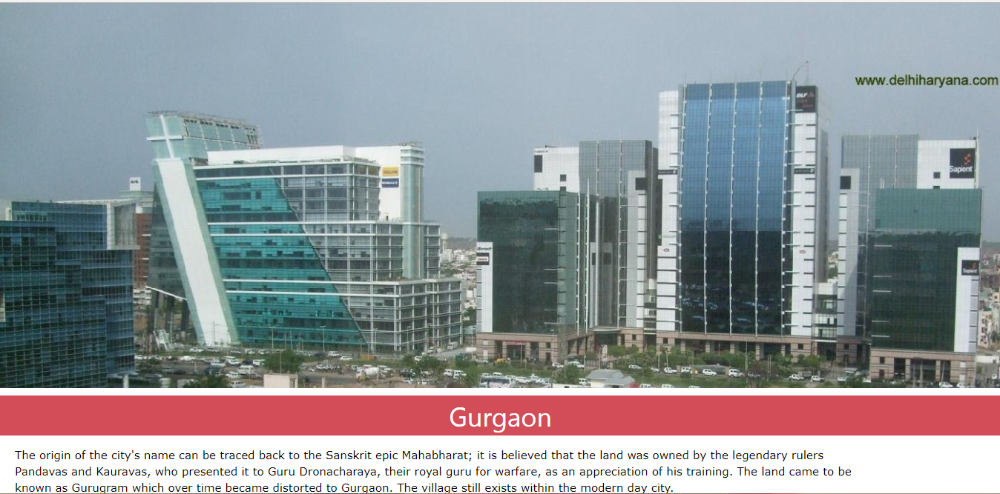 www.delhiharyana.com
DLF
Sapient
Microsoft
Sapient
Gurgaon
The origin of the city's name can be traced back to the Sanskrit epic Mahabharat; it is believed that the land was owned by the legendary rulers
Pandavas and Kauravas, who presented it to Guru Dronacharaya, their royal guru for warfare, as an appreciation of his training. The land came to be
known as Gurugram which over time became distorted to Gurgaon. The village still exists within the modern day city.